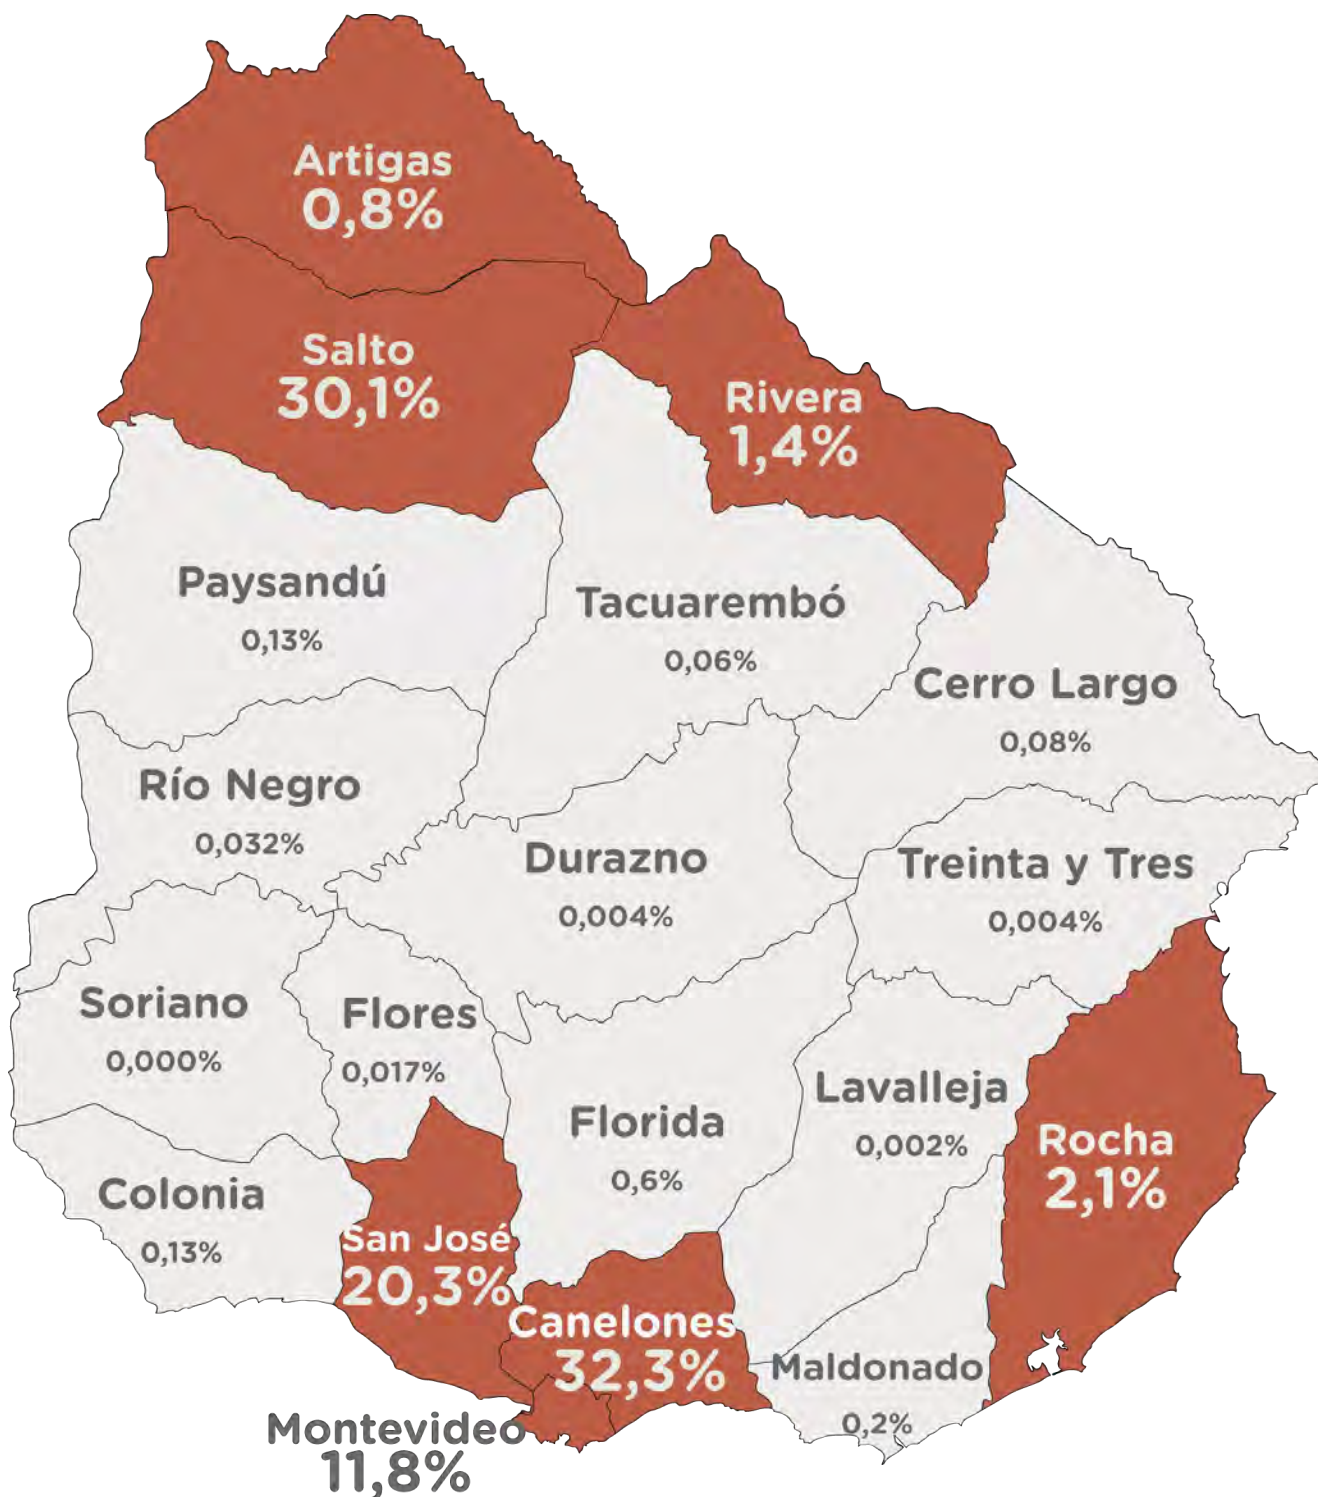 Artigas
0,8%
Salto
30,1%
Rivera
1,4%
Paysandú
0,13%
Tacuarembó
0,06%
Cerro Largo
0,08%
Río Negro
0,032%
Durazno
0,004%
Treinta y Tres
0,004%
Soriano
0,000%
Flores
0,017%
Florida
0,6%
Lavalleja
0,002%
Rocha
2,1%
Colonia
0,13%
San José
20,3%
Canelones
32,3%
Maldonado
0,2%
Montevideo
11,8%